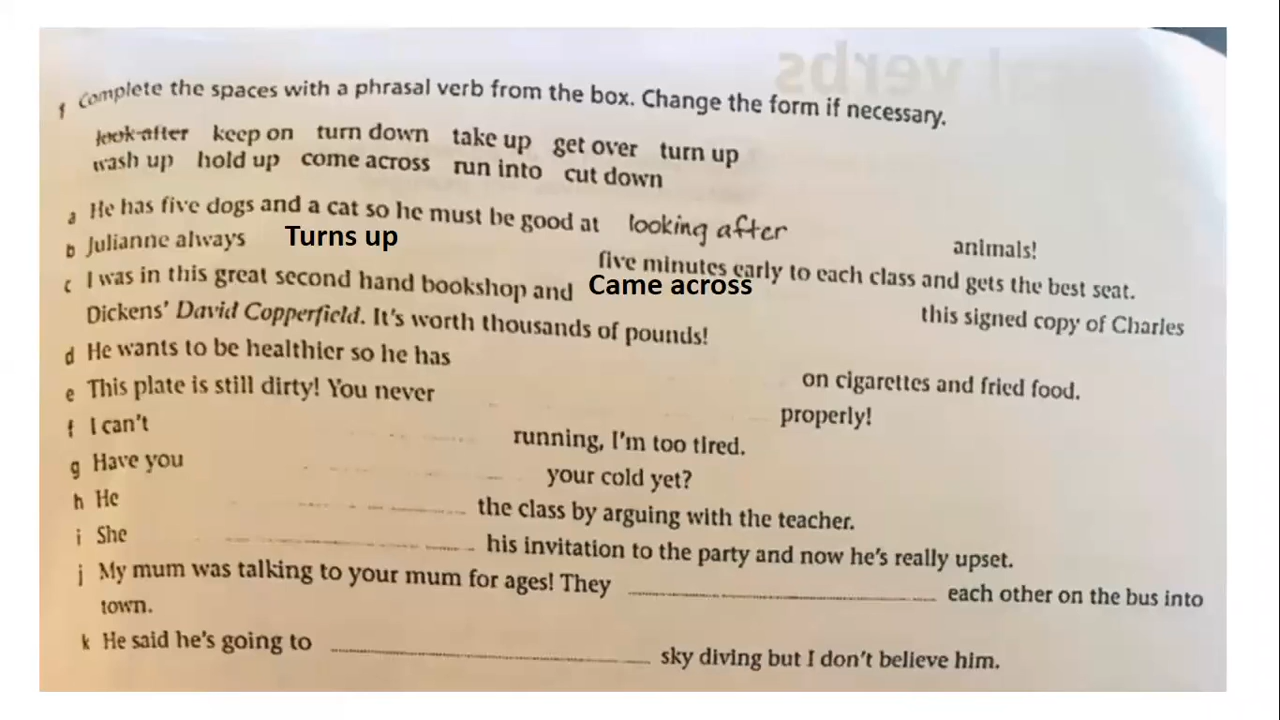 verbs
1 Complete the spaces with a phrasal verb from the box. Change the form if necessary.
look after keep on turn down take up get over turn up
wash up hold up come across run into cut down
a He has five dogs and a cat so he must be good at looking after animals!
b Julianne always Turns up five minutes early to each class and gets the best seat.
c I was in this great second hand bookshop and Came across this signed copy of Charles
Dickens' David Copperfield. It's worth thousands of pounds!
d He wants to be healthier so he has on cigarettes and fried food.
e This plate is still dirty! You never properly!
f I can't running, I'm too tired.
g Have you your cold yet?
h He the class by arguing with the teacher.
i She his invitation to the party and now he's really upset.
j My mum was talking to your mum for ages! They each other on the bus into
town.
k He said he's going to sky diving but I don't believe him.